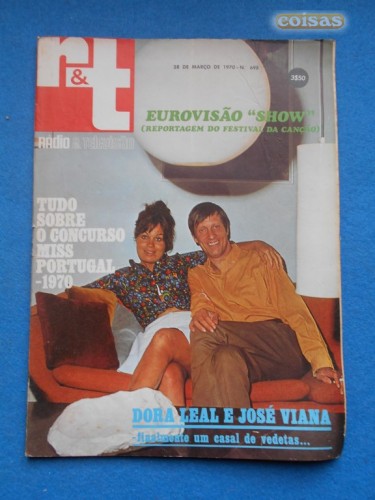 coisas
r&t
28 DE MARÇO DE 1970 - N. 698
3$50
RÁDIO & TELEVISÃO
EUROVISÃO "SHOW"
(REPORTAGEM DO FESTIVAL DA CANÇÃO)
TUDO
SOBRE
O CONCURSO
MISS
PORTUGAL
-1970
DORA LEAL E JOSÉ VIANA
um casal de vedetas...